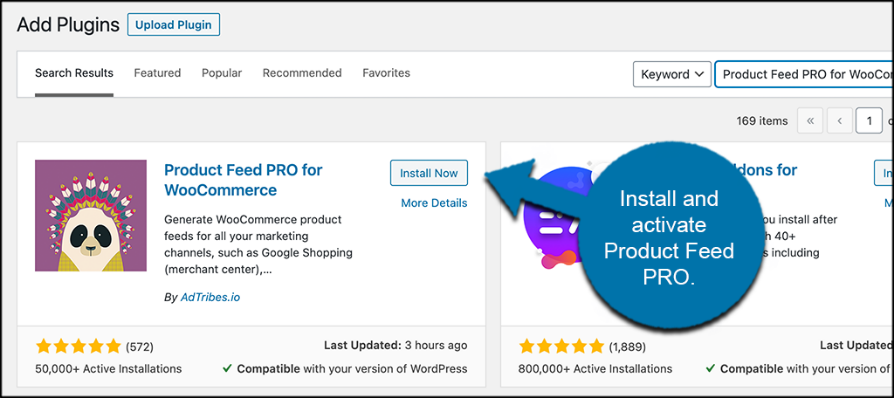 Add Plugins Upload Plugin
Search Results Featured Popular Recommended Favorites Keyword Product Feed PRO for
169 items « ‹ 1
Product Feed PRO for
WooCommerce
Install Now
More Details
Generate WooCommerce product
feeds for all your marketing
channels, such as Google Shopping
(merchant center),...
By AdTribes.io
(572)
50,000+ Active Installations
Last Updated: 3 hours ago
Compatible with your version of WordPress
for
install after
40+
including
Install and
activate
Product Feed
PRO.
(1,889)
800,000+ Active Installations
Last
Compatible with your version of